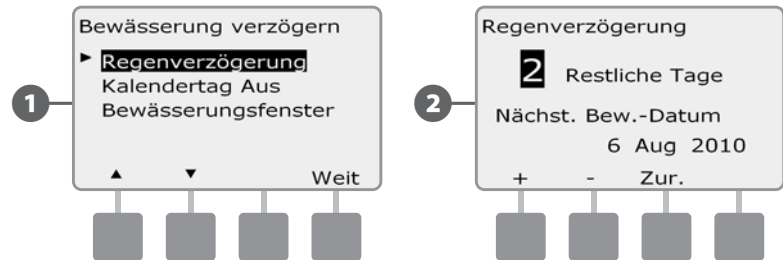 1
Bewässerung verzögern
► Regenverzögerung
Kalendertag Aus
Bewässerungsfenster
▲ ▼ Weit
2
Regenverzögerung
2 Restliche Tage
Nächst. Bew.-Datum
6 Aug 2010
+ - Zur.